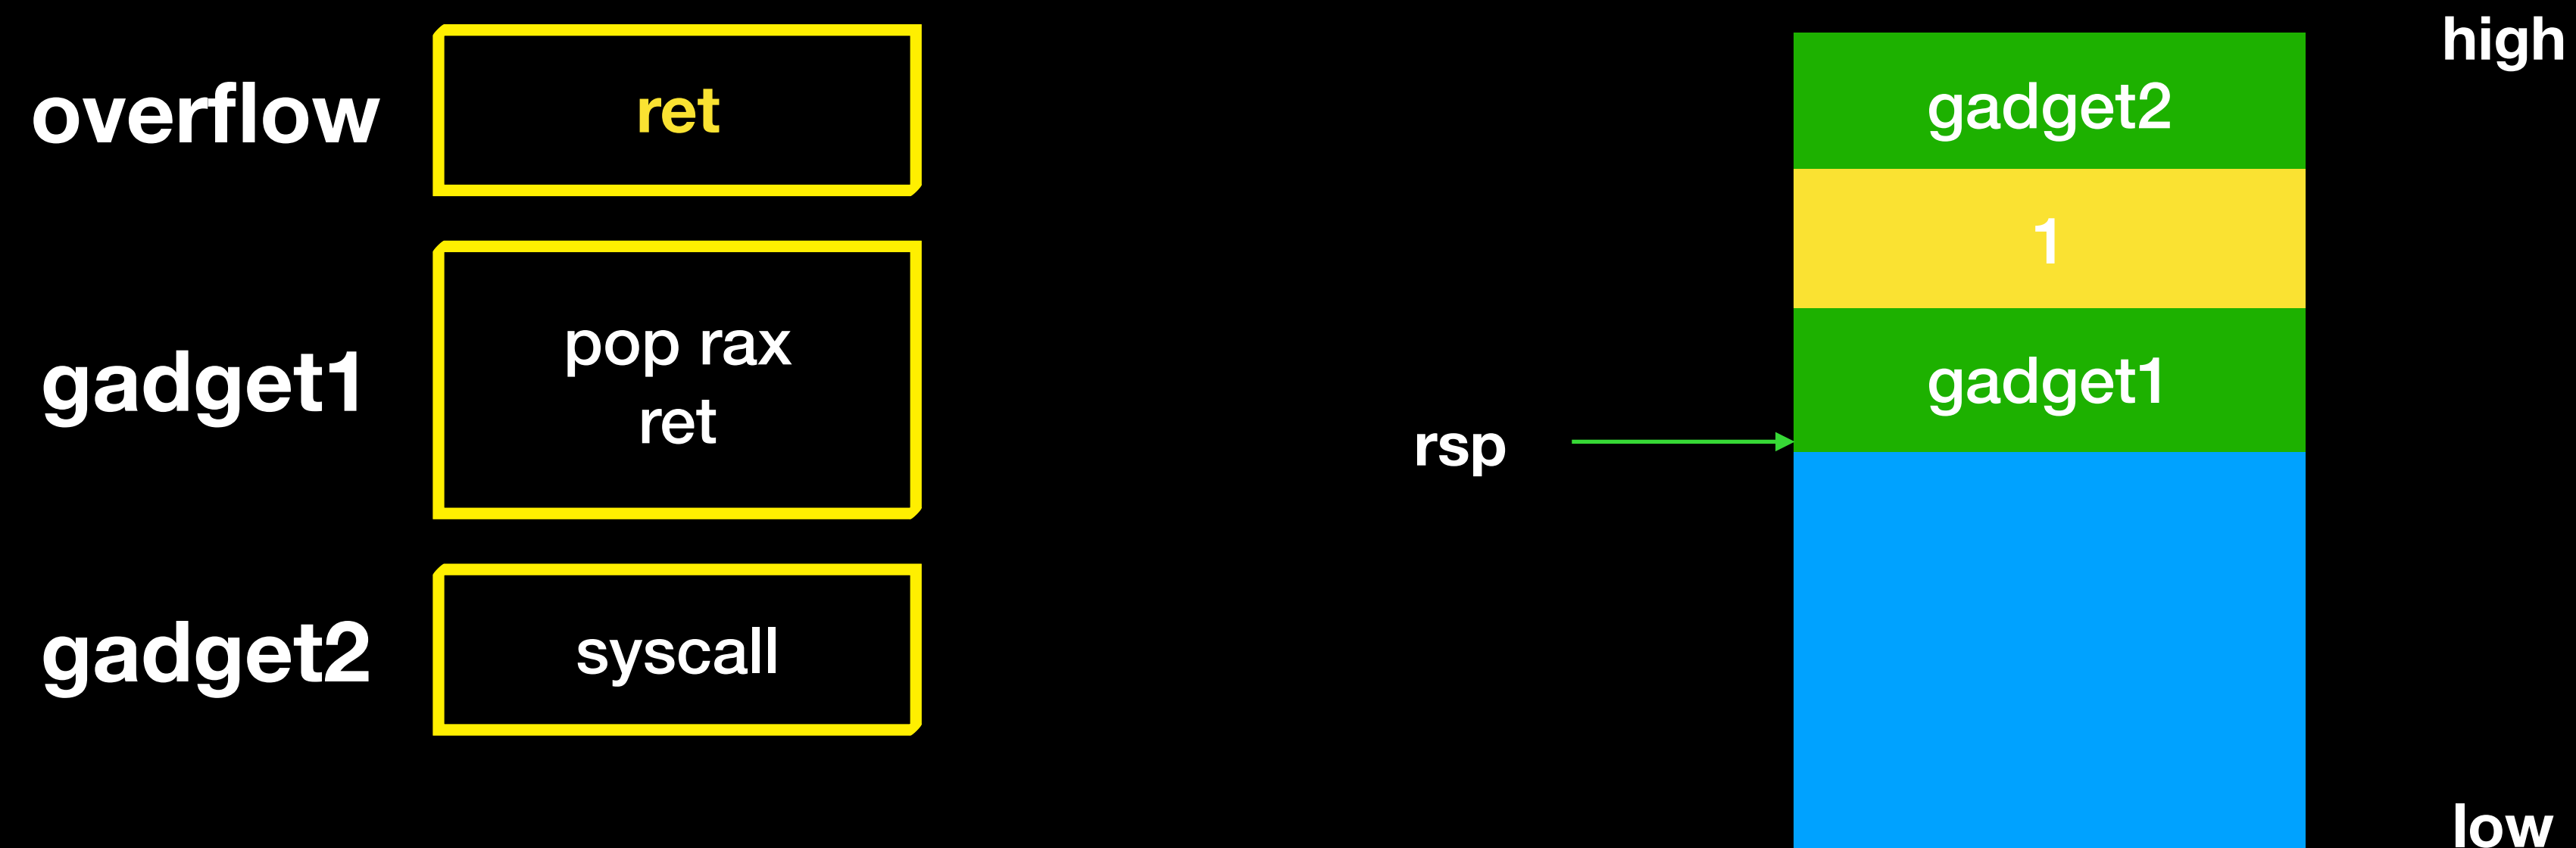 overflow
ret
gadget1
pop rax
ret
gadget2
syscall
rsp
gadget2
1
gadget1
high
low